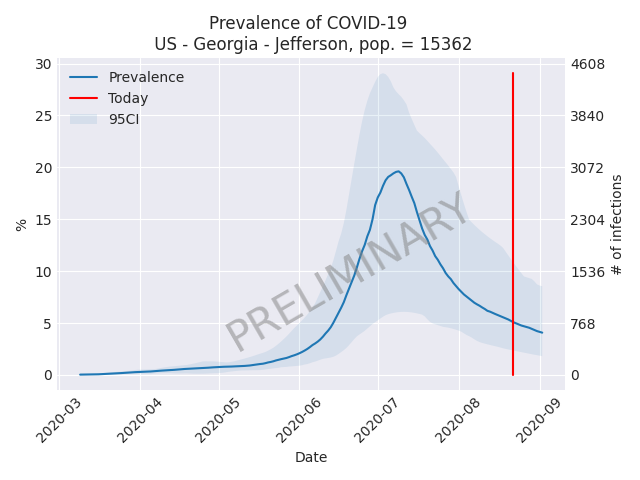 Prevalence of COVID-19
US - Georgia - Jefferson, pop. = 15362
Prevalence
Today
95CI
30
25
20
15
10
5
0
%
4608
3840
3072
2304
1536
768
0
# of infections
PRELIMINARY
2020-03
2020-04
2020-05
2020-06
2020-07
2020-08
2020-09
Date